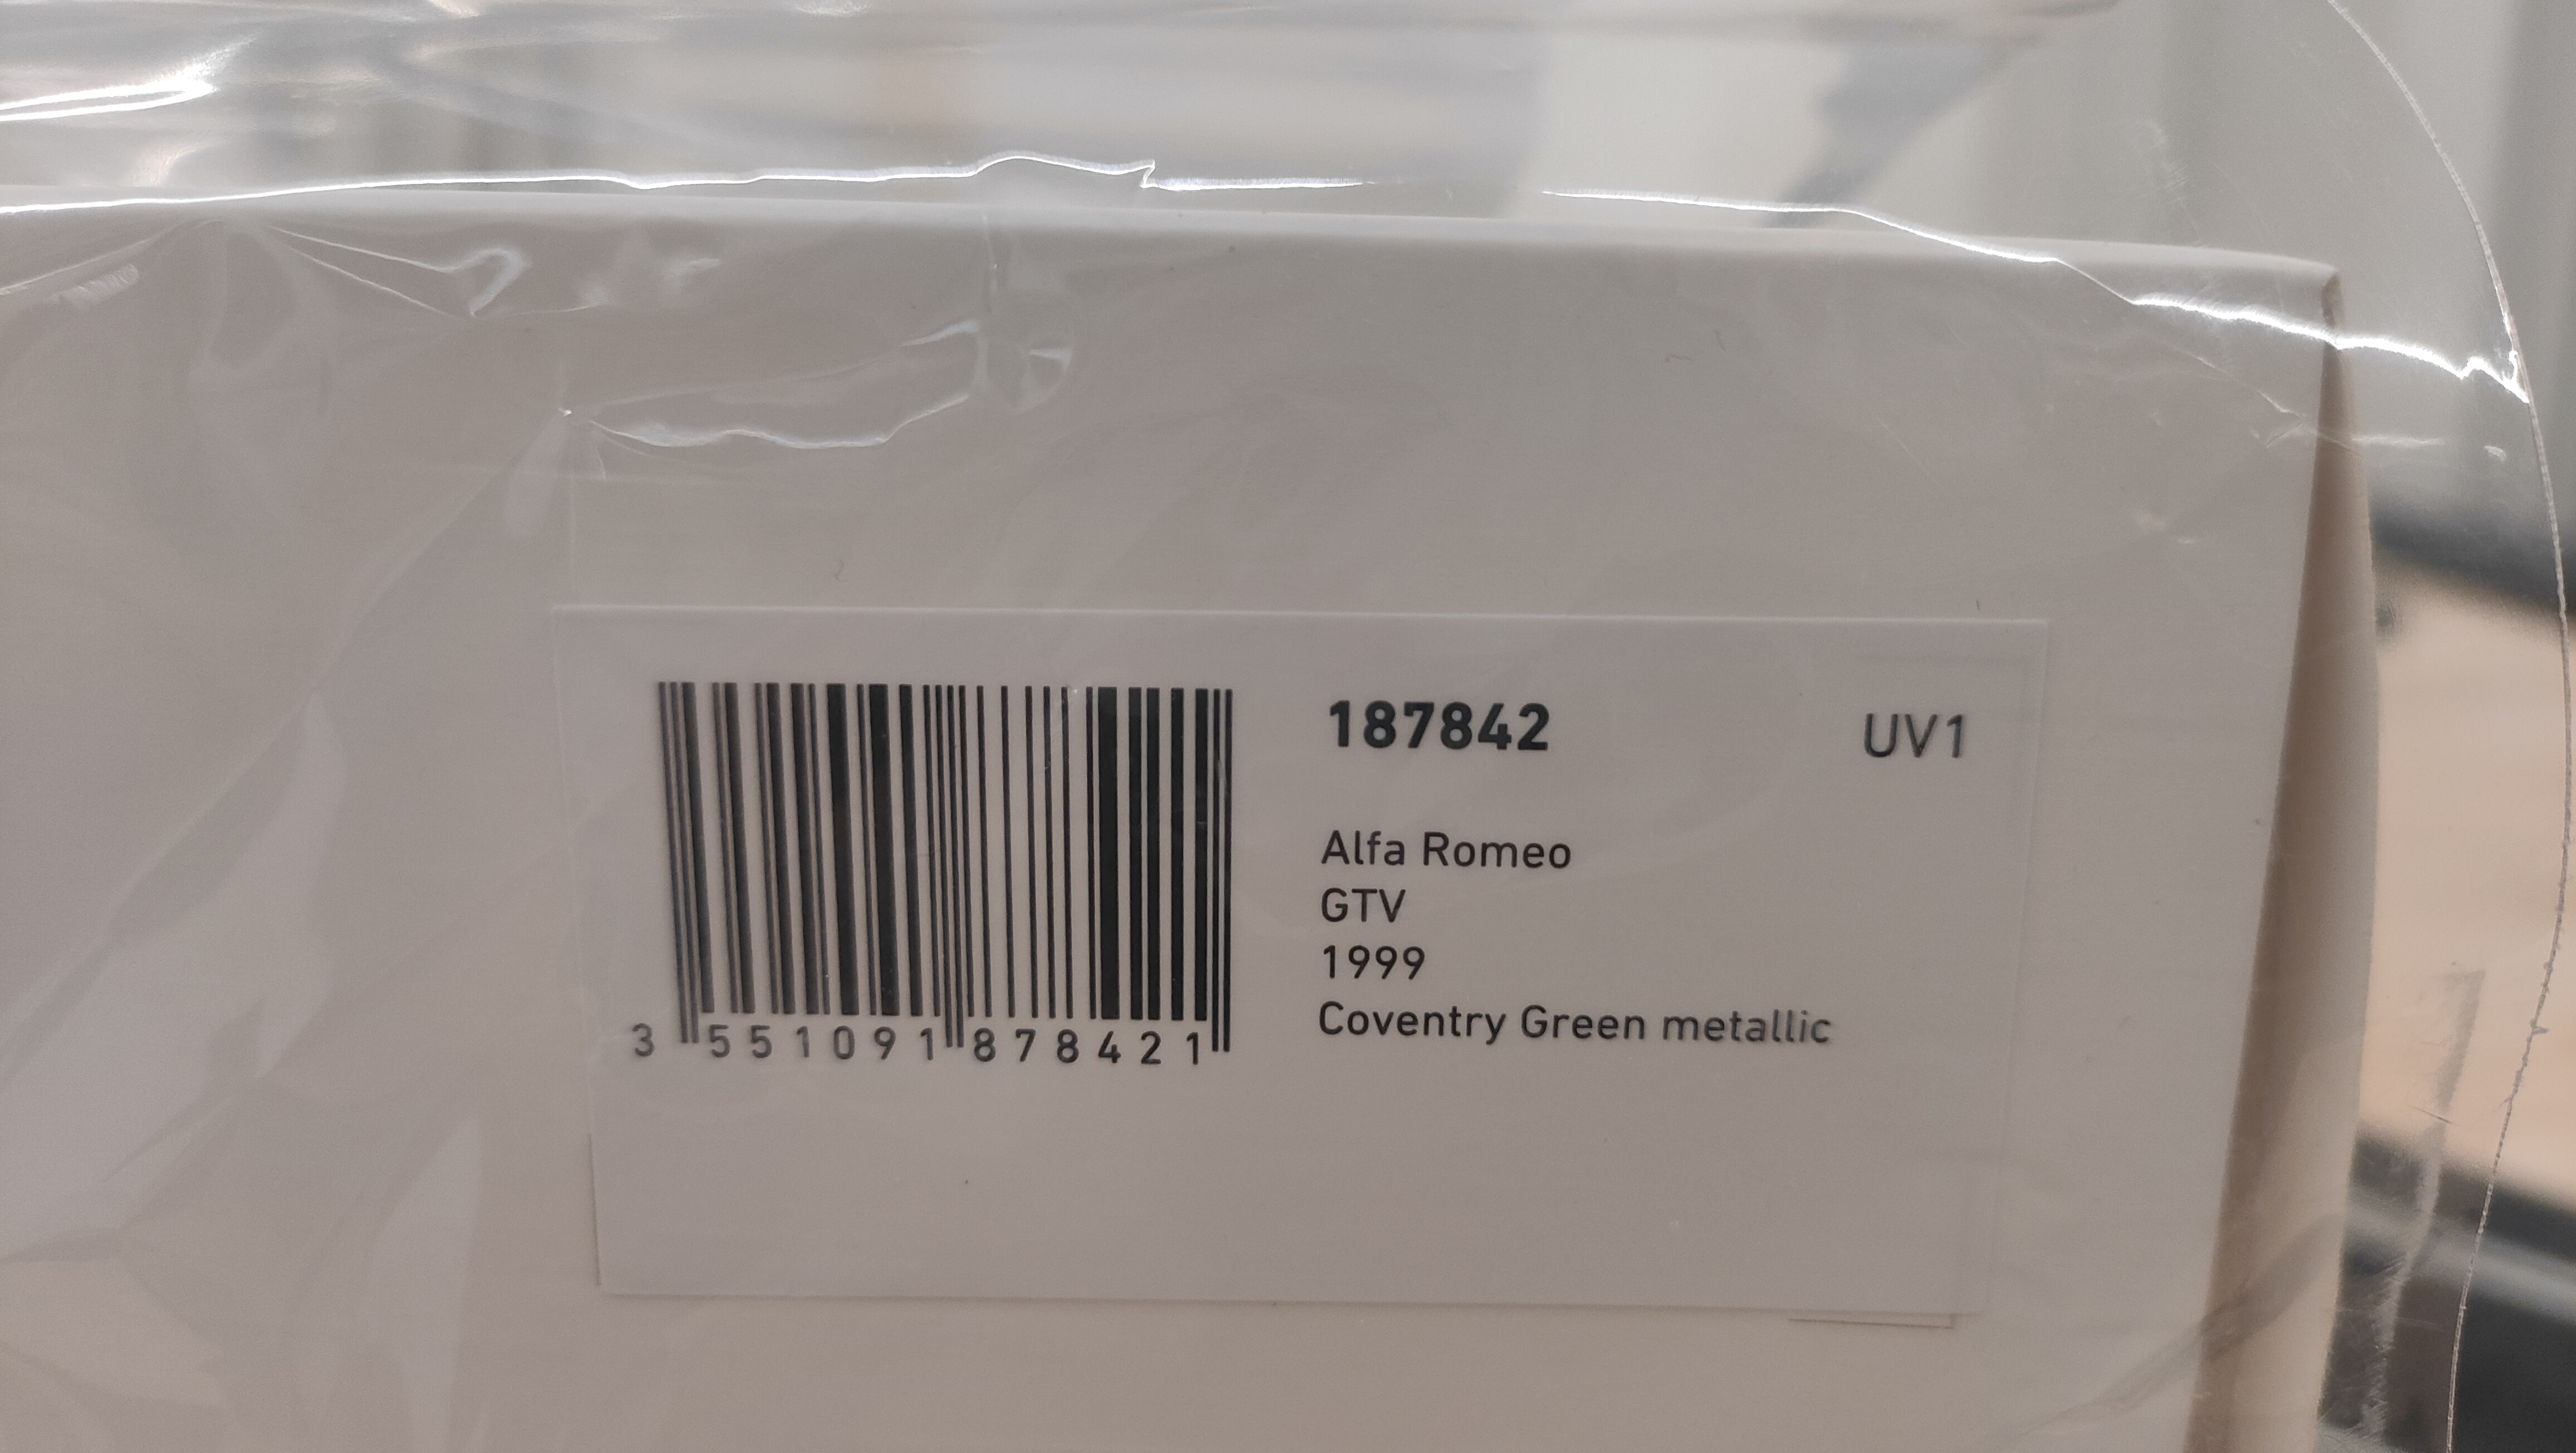 187842
UV1
Alfa Romeo
GTV
1999
Coventry Green metallic
3 551091 878421